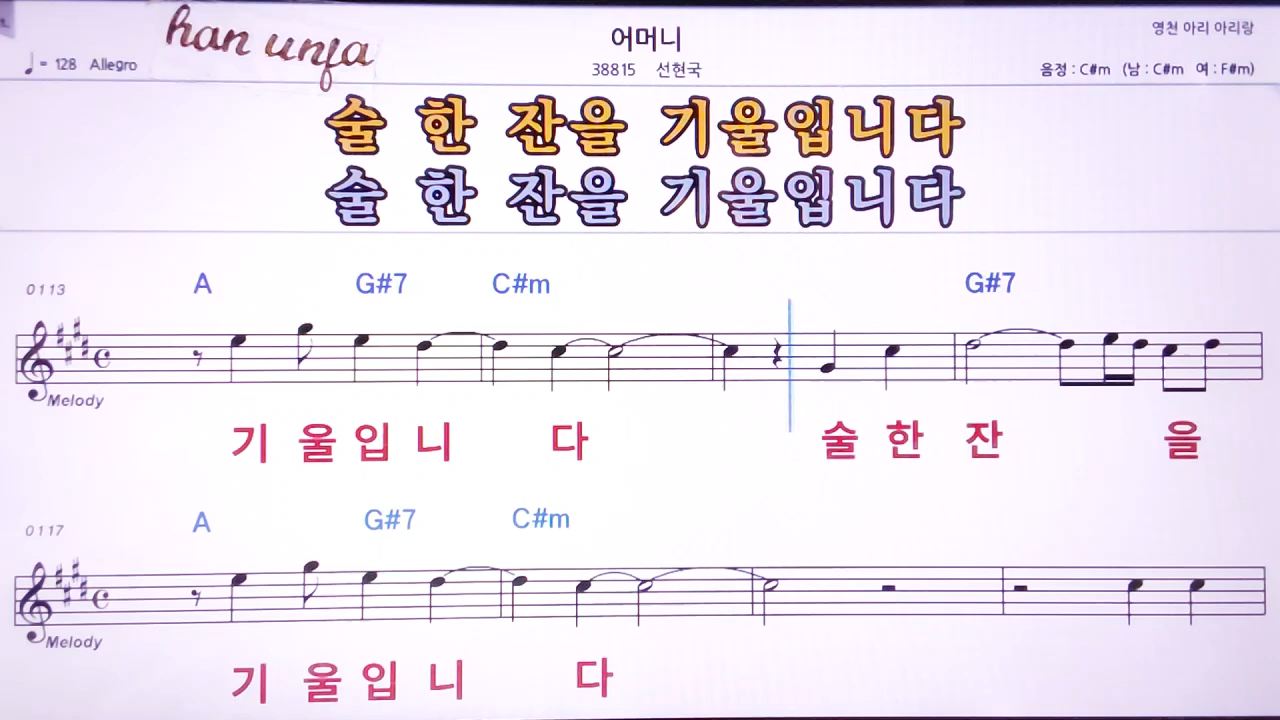 han unja
어머니
영천 아리 아리랑
♩ = 128 Allegro
38815 선현국
음정 : C#m (남 : C#m 여 : F#m)
술 한 잔을 기울입니다
술 한 잔을 기울입니다
0113 A G#7 C#m G#7
Melody
기 울 입 니 다 술 한 잔 을
0117 A G#7 C#m
Melody
기 울 입 니 다